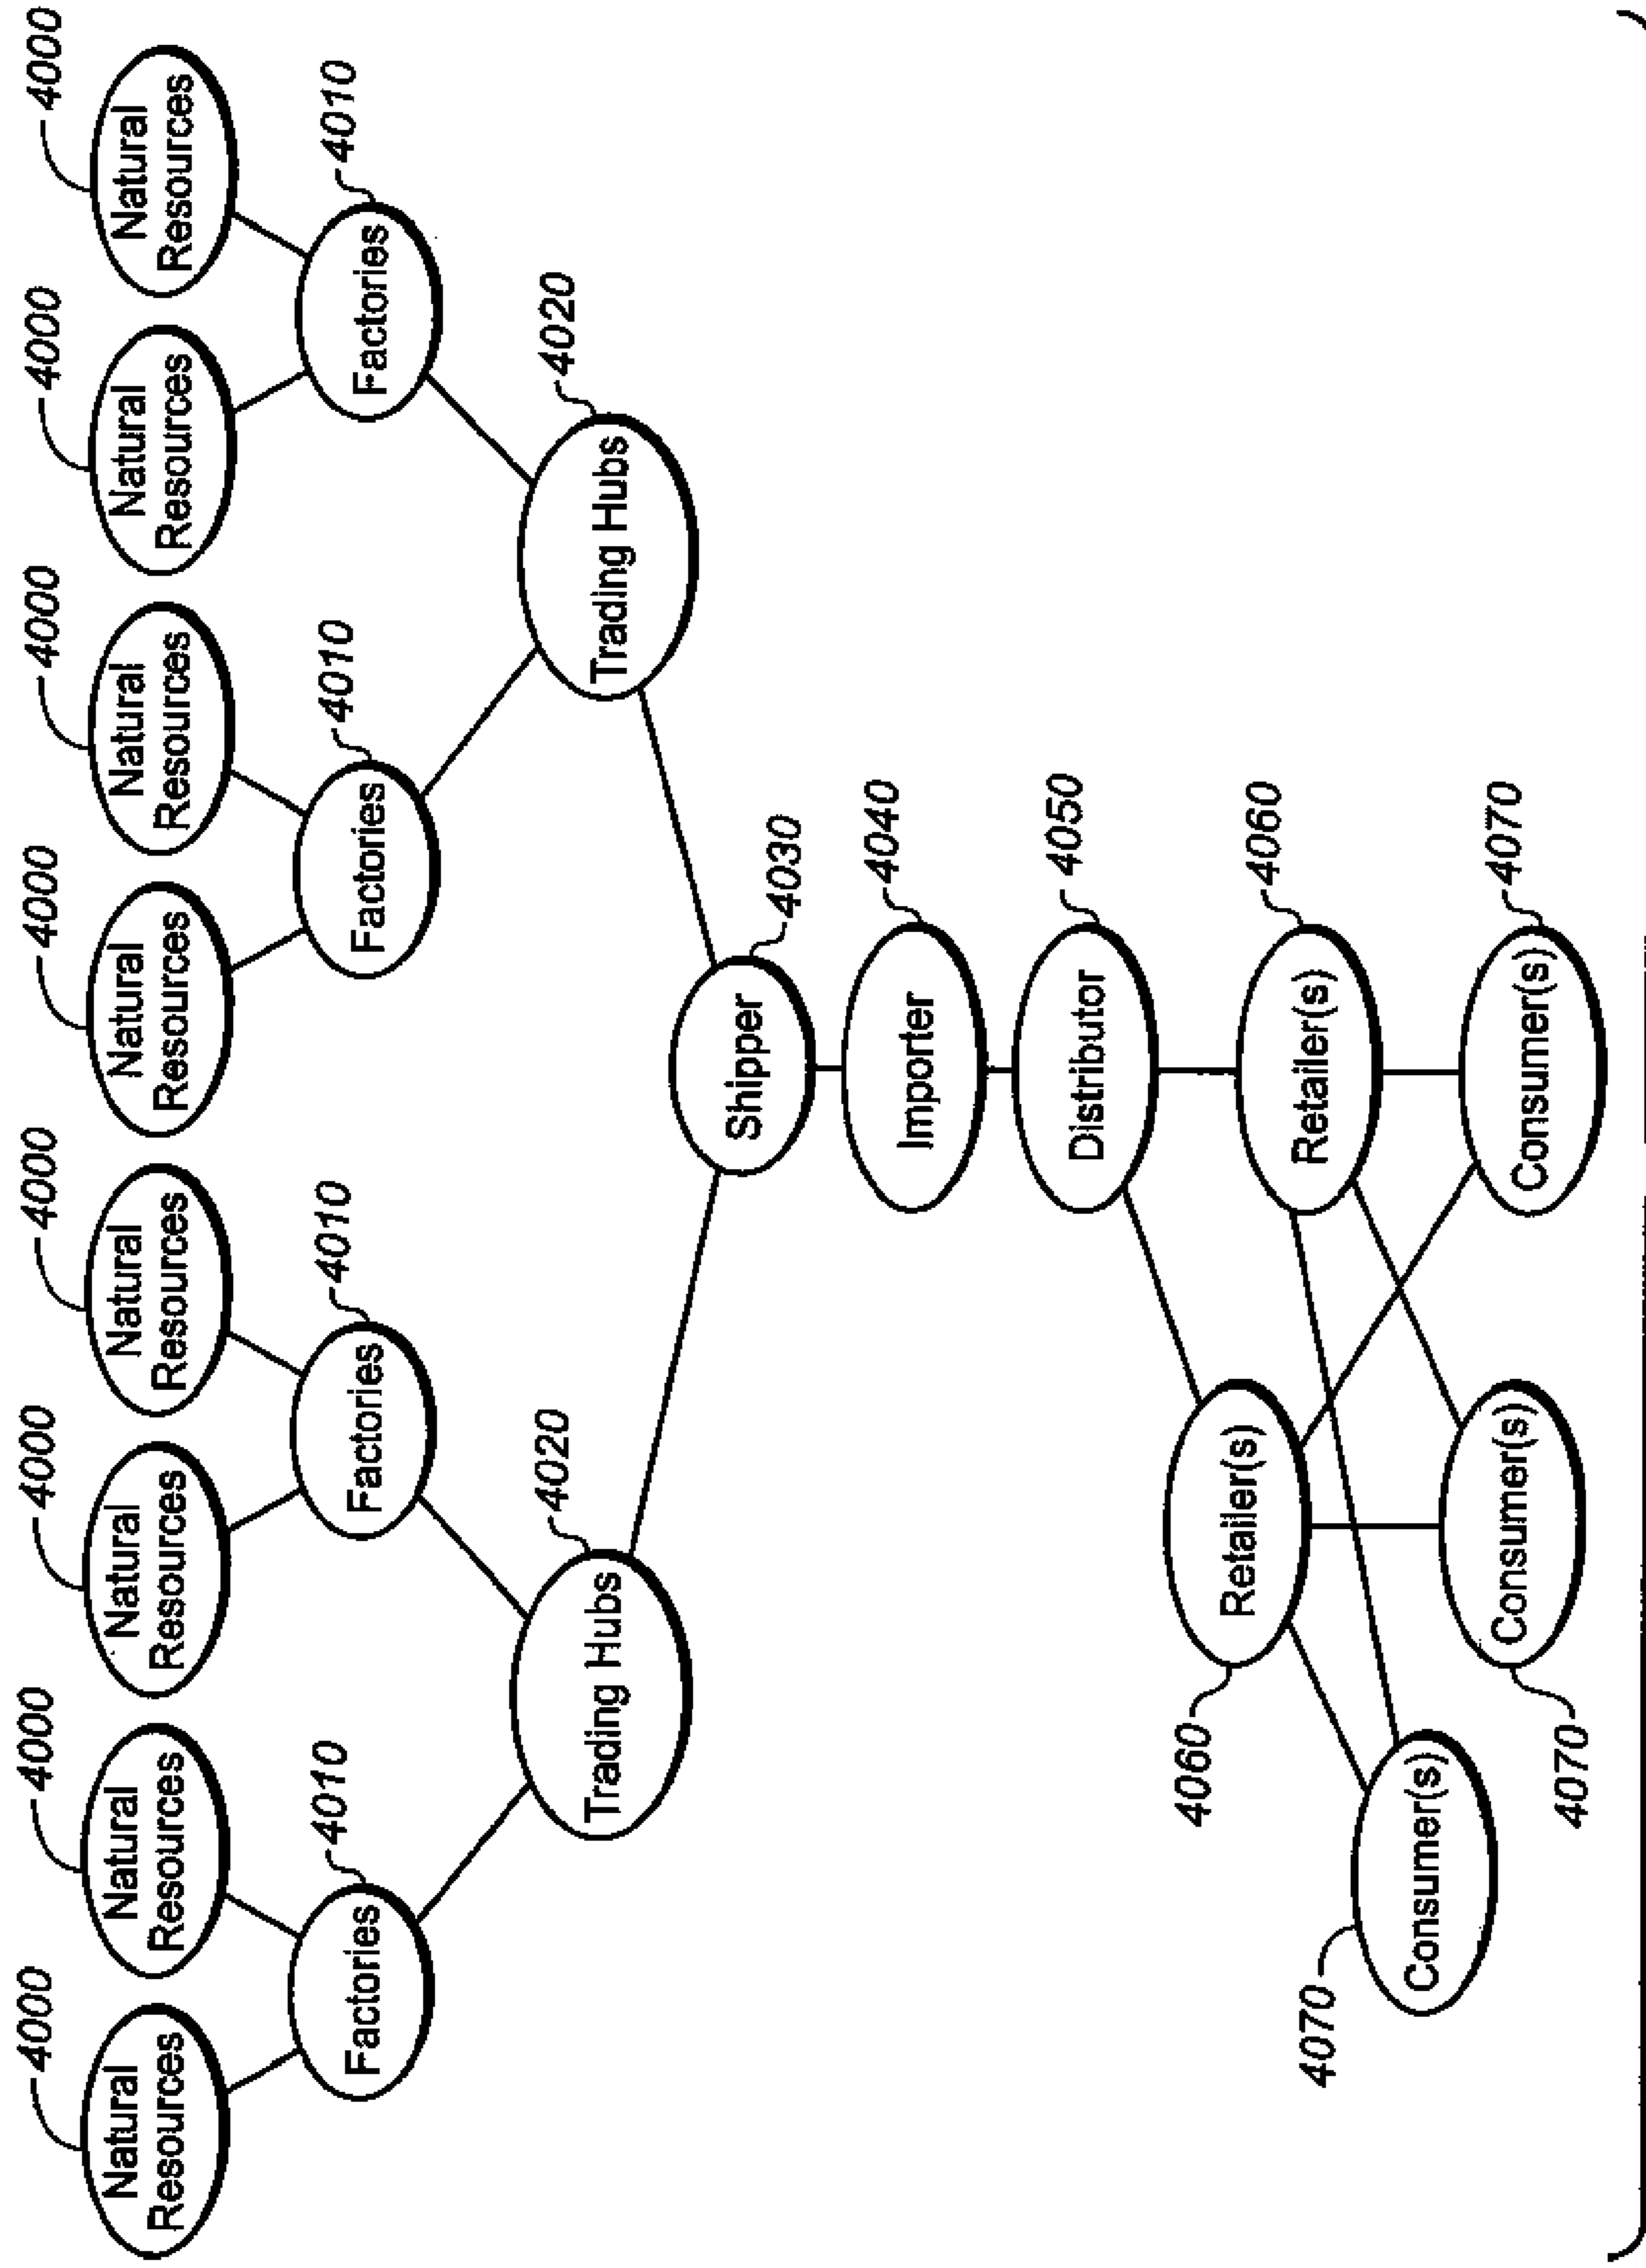 4000
4000
4000
4000
4000
4000
4000
4000
Natural
Resources
Natural
Resources
Natural
Resources
Natural
Resources
Natural
Resources
Natural
Resources
Natural
Resources
Natural
Resources
4010
4010
4010
4010
Factories
Factories
Factories
Factories
4020
4020
Trading Hubs
Trading Hubs
Shipper
4030
Importer
4040
Distributor
4050
4060
Retailer(s)
Retailer(s)
4060
4070
Consumer(s)
4070
Consumer(s)
Consumer(s)
4070